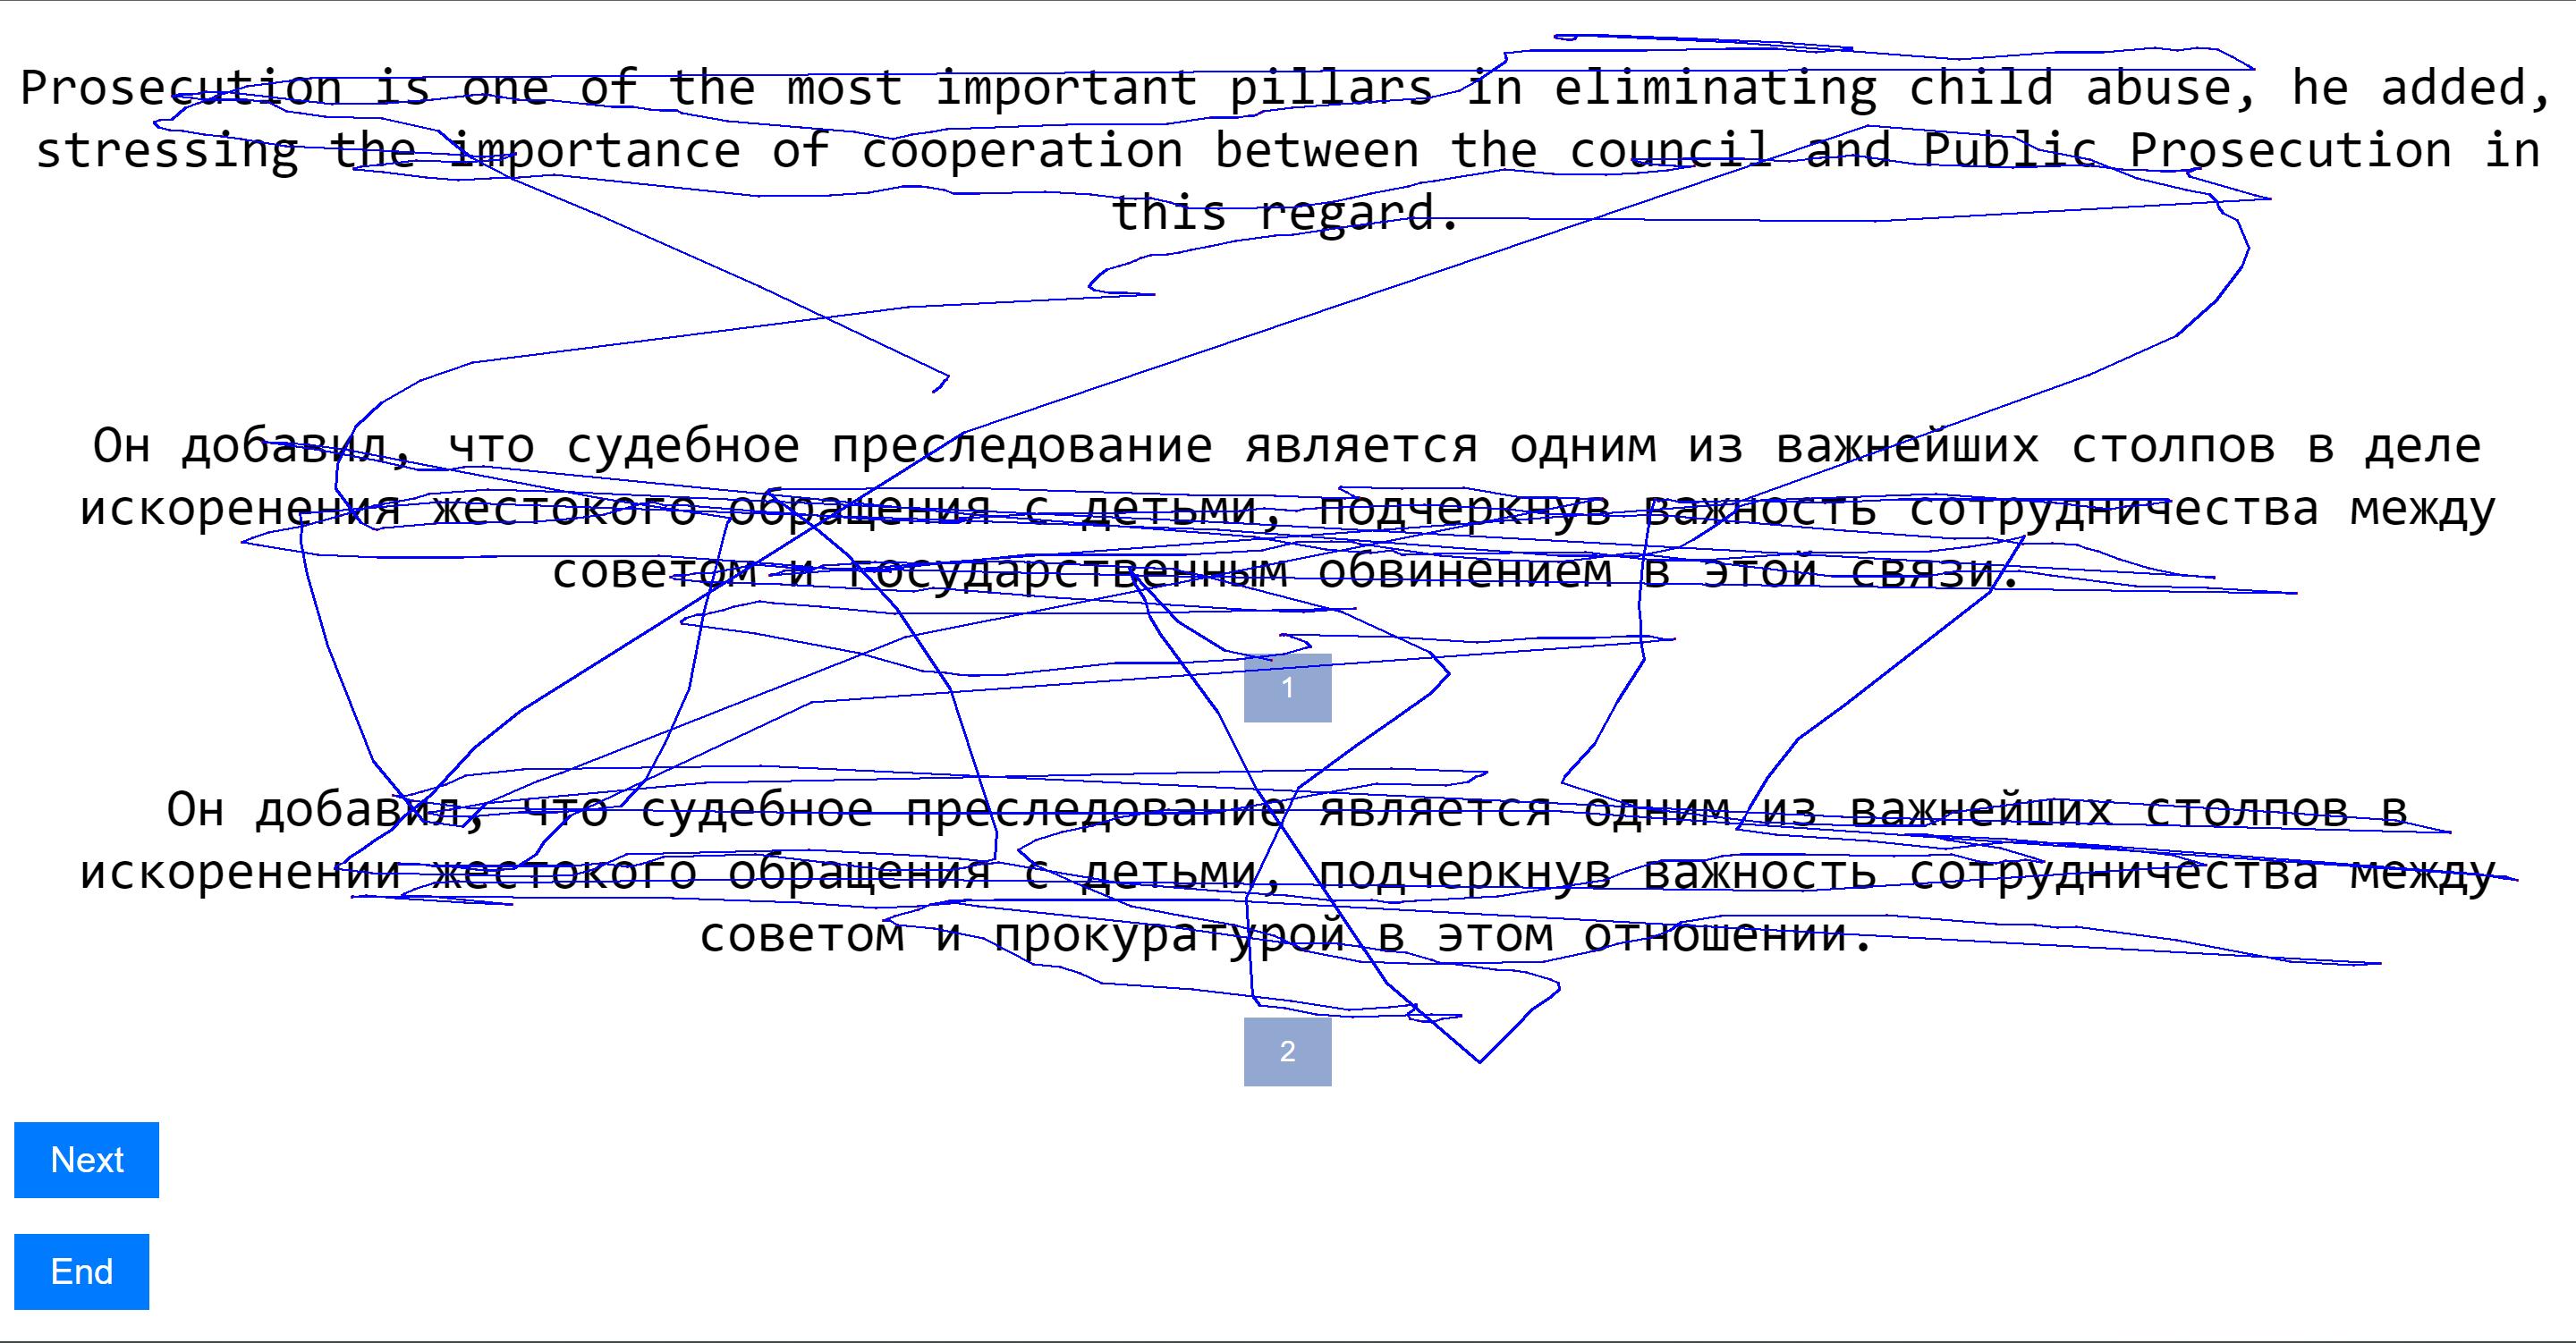 Prosecution is one of the most important pillars in eliminating child abuse, he added,
stressing the importance of cooperation between the council and Public Prosecution in
this regard.
Он добавил, что судебное преследование является одним из важнейших столпов в деле
искоренения жестокого обращения с детьми, подчеркнув важность сотрудничества между
советом и государственным обвинением в этой связи.
1
Он добавил, что судебное преследование является одним из важнейших столпов в
искоренении жестокого обращения с детьми, подчеркнув важность сотрудничества между
советом и прокуратурой в этом отношении.
2
Next
End